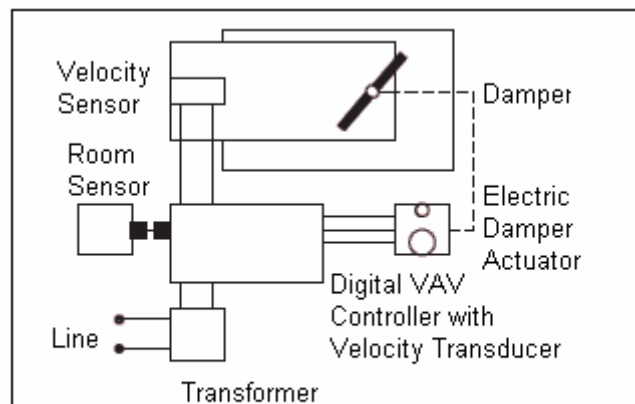 Velocity
Sensor
Damper
Room
Sensor
Electric
Damper
Actuator
Digital VAV
Controller with
Velocity Transducer
Line
Transformer